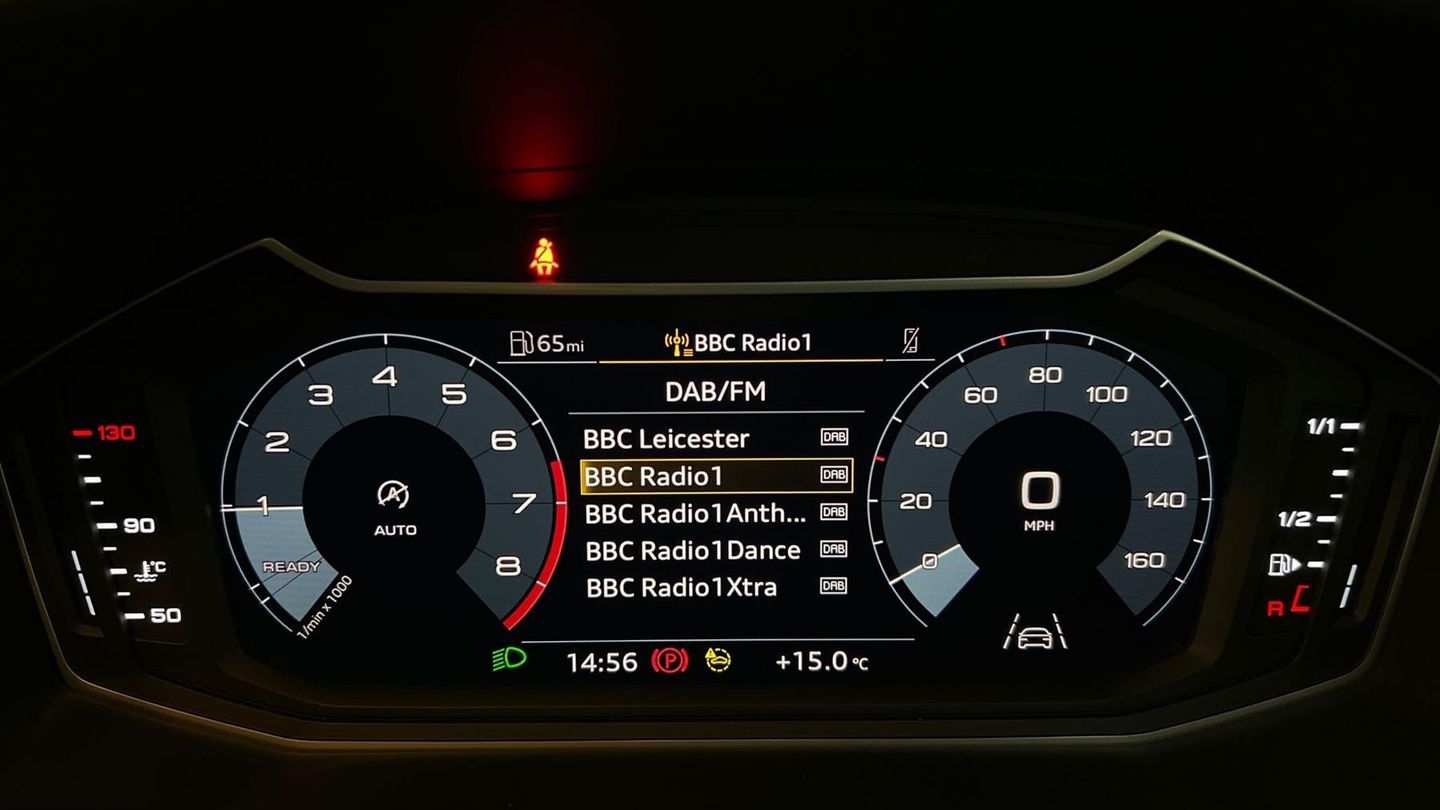 65mi
BBC Radio1
DAB/FM
BBC Leicester DAB
BBC Radio1 DAB
BBC Radio1Anth... DAB
BBC Radio1Dance DAB
BBC Radio1Xtra DAB
14:56 P +15.0°C
1 2 3 4 5 6 7 8
READY
1/min x 1000
A
AUTO
0 20 40 60 80 100 120 140 160
0
MPH
130
90
°C
50
1/1
1/2
R